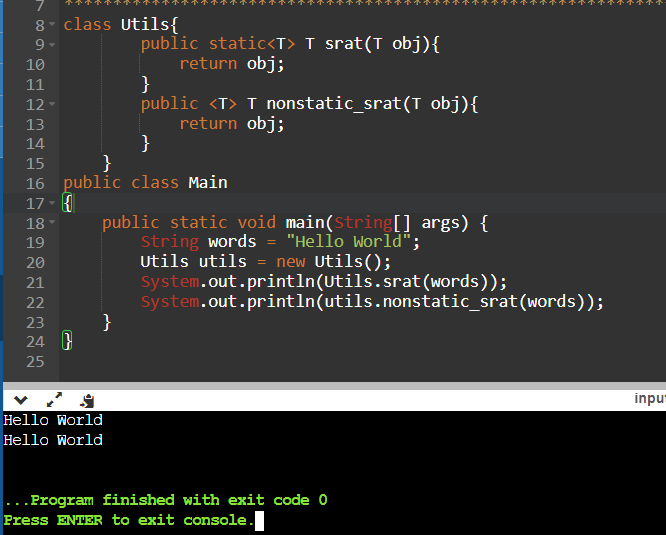 7 ******************************************************************
8 class Utils{
9 public static<T> T srat(T obj){
10 return obj;
11 }
12 public <T> T nonstatic_srat(T obj){
13 return obj;
14 }
15 }
16 public class Main
17 {
18 public static void main(String[] args) {
19 String words = "Hello World";
20 Utils utils = new Utils();
21 System.out.println(Utils.srat(words));
22 System.out.println(utils.nonstatic_srat(words));
23 }
24 }
25
input
Hello World
Hello World
...Program finished with exit code 0
Press ENTER to exit console.